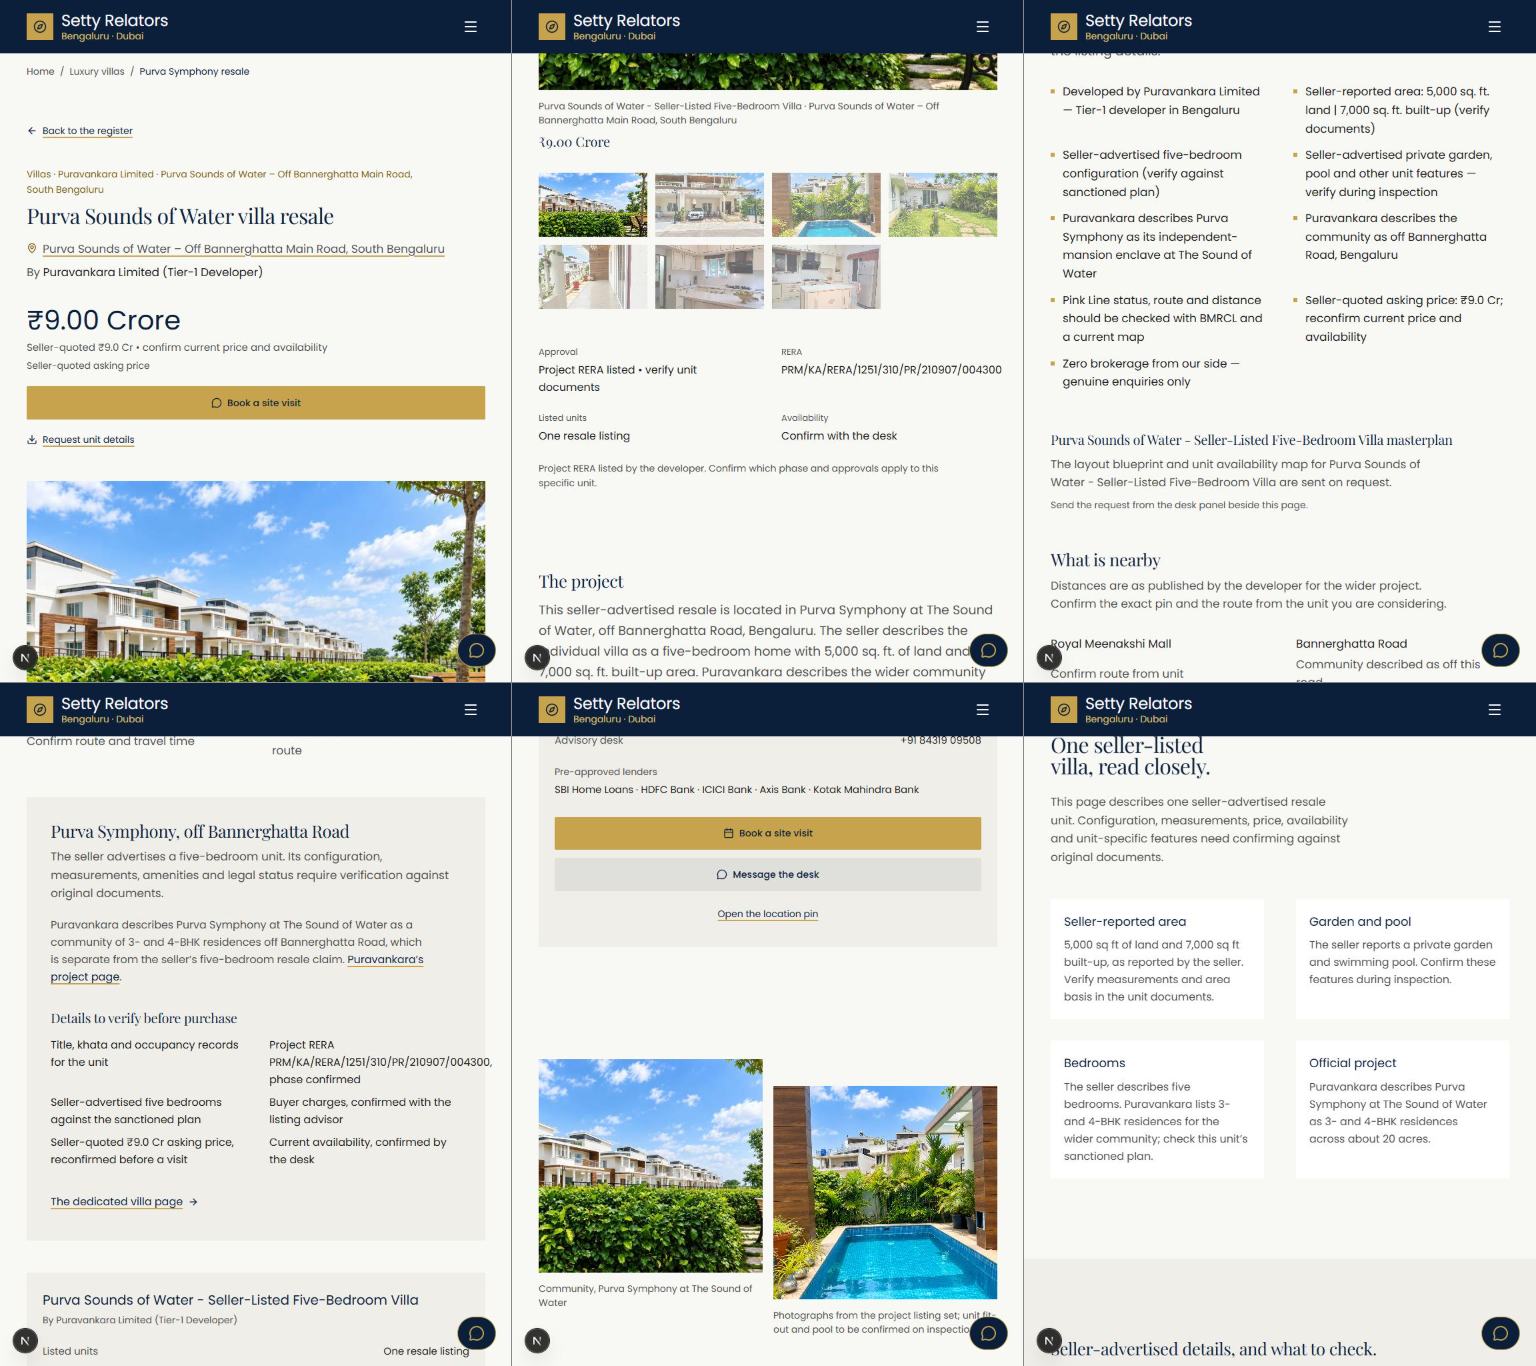 Setty Relators
Bengaluru · Dubai
Home / Luxury villas / Purva Symphony resale
Back to the register
Villas · Puravankara Limited · Purva Sounds of Water – Off Bannerghatta Main Road,
South Bengaluru
Purva Sounds of Water villa resale
Purva Sounds of Water – Off Bannerghatta Main Road, South Bengaluru
By Puravankara Limited (Tier-1 Developer)
₹9.00 Crore
Seller-quoted ₹9.0 Cr • confirm current price and availability
Seller-quoted asking price
Book a site visit
Request unit details
N
Setty Relators
Bengaluru · Dubai
Purva Sounds of Water - Seller-Listed Five-Bedroom Villa · Purva Sounds of Water – Off
Bannerghatta Main Road, South Bengaluru
₹9.00 Crore
Approval
Project RERA listed • verify unit
documents
RERA
PRM/KA/RERA/1251/310/PR/210907/004300
Listed units
One resale listing
Availability
Confirm with the desk
Project RERA listed by the developer. Confirm which phase and approvals apply to this
specific unit.
The project
This seller-advertised resale is located in Purva Symphony at The Sound
of Water, off Bannerghatta Road, Bengaluru. The seller describes the
individual villa as a five-bedroom home with 5,000 sq. ft. of land and
7,000 sq. ft. built-up area. Puravankara describes the wider community
N
Setty Relators
Bengaluru · Dubai
the listing details.
Developed by Puravankara Limited
— Tier-1 developer in Bengaluru
Seller-reported area: 5,000 sq. ft.
land | 7,000 sq. ft. built-up (verify
documents)
Seller-advertised five-bedroom
configuration (verify against
sanctioned plan)
Seller-advertised private garden,
pool and other unit features —
verify during inspection
Puravankara describes Purva
Symphony as its independent-
mansion enclave at The Sound of
Water
Puravankara describes the
community as off Bannerghatta
Road, Bengaluru
Pink Line status, route and distance
should be checked with BMRCL and
a current map
Seller-quoted asking price: ₹9.0 Cr;
reconfirm current price and
availability
Zero brokerage from our side —
genuine enquiries only
Purva Sounds of Water - Seller-Listed Five-Bedroom Villa masterplan
The layout blueprint and unit availability map for Purva Sounds of
Water - Seller-Listed Five-Bedroom Villa are sent on request.
Send the request from the desk panel beside this page.
What is nearby
Distances are as published by the developer for the wider project.
Confirm the exact pin and the route from the unit you are considering.
Royal Meenakshi Mall
Confirm route from unit
Bannerghatta Road
Community described as off this
road
N
Setty Relators
Bengaluru · Dubai
Confirm route and travel time
route
Purva Symphony, off Bannerghatta Road
The seller advertises a five-bedroom unit. Its configuration,
measurements, amenities and legal status require verification against
original documents.
Puravankara describes Purva Symphony at The Sound of Water as a
community of 3- and 4-BHK residences off Bannerghatta Road, which
is separate from the seller's five-bedroom resale claim. Puravankara's
project page.
Details to verify before purchase
Title, khata and occupancy records
for the unit
Project RERA
PRM/KA/RERA/1251/310/PR/210907/004300,
phase confirmed
Seller-advertised five bedrooms
against the sanctioned plan
Buyer charges, confirmed with the
listing advisor
Seller-quoted ₹9.0 Cr asking price,
reconfirmed before a visit
Current availability, confirmed by
the desk
The dedicated villa page
Purva Sounds of Water - Seller-Listed Five-Bedroom Villa
By Puravankara Limited (Tier-1 Developer)
Listed units
One resale listing
N
Setty Relators
Bengaluru · Dubai
Advisory desk
+91 84319 09508
Pre-approved lenders
SBI Home Loans · HDFC Bank · ICICI Bank · Axis Bank · Kotak Mahindra Bank
Book a site visit
Message the desk
Open the location pin
Community, Purva Symphony at The Sound of
Water
Photographs from the project listing set; unit fit-
out and pool to be confirmed on inspection
N
Setty Relators
Bengaluru · Dubai
One seller-listed
villa, read closely.
This page describes one seller-advertised resale
unit. Configuration, measurements, price, availability
and unit-specific features need confirming against
original documents.
Seller-reported area
5,000 sq ft of land and 7,000 sq ft
built-up, as reported by the seller.
Verify measurements and area
basis in the unit documents.
Garden and pool
The seller reports a private garden
and swimming pool. Confirm these
features during inspection.
Bedrooms
The seller describes five
bedrooms. Puravankara lists 3-
and 4-BHK residences for the
wider community; check this unit's
sanctioned plan.
Official project
Puravankara describes Purva
Symphony at The Sound of Water
as 3- and 4-BHK residences
across about 20 acres.
Seller-advertised details, and what to check.
N